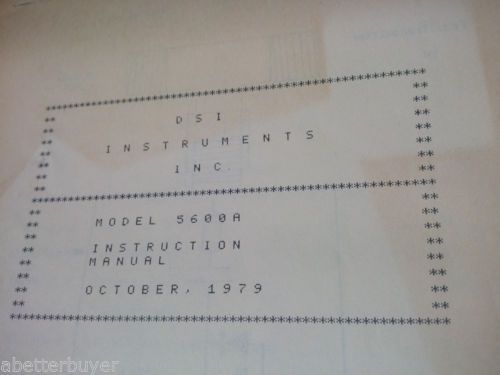 DSI
INSTRUMENTS
INC.
MODEL 5600A
INSTRUCTION
MANUAL
OCTOBER, 1979
abetterbuyer